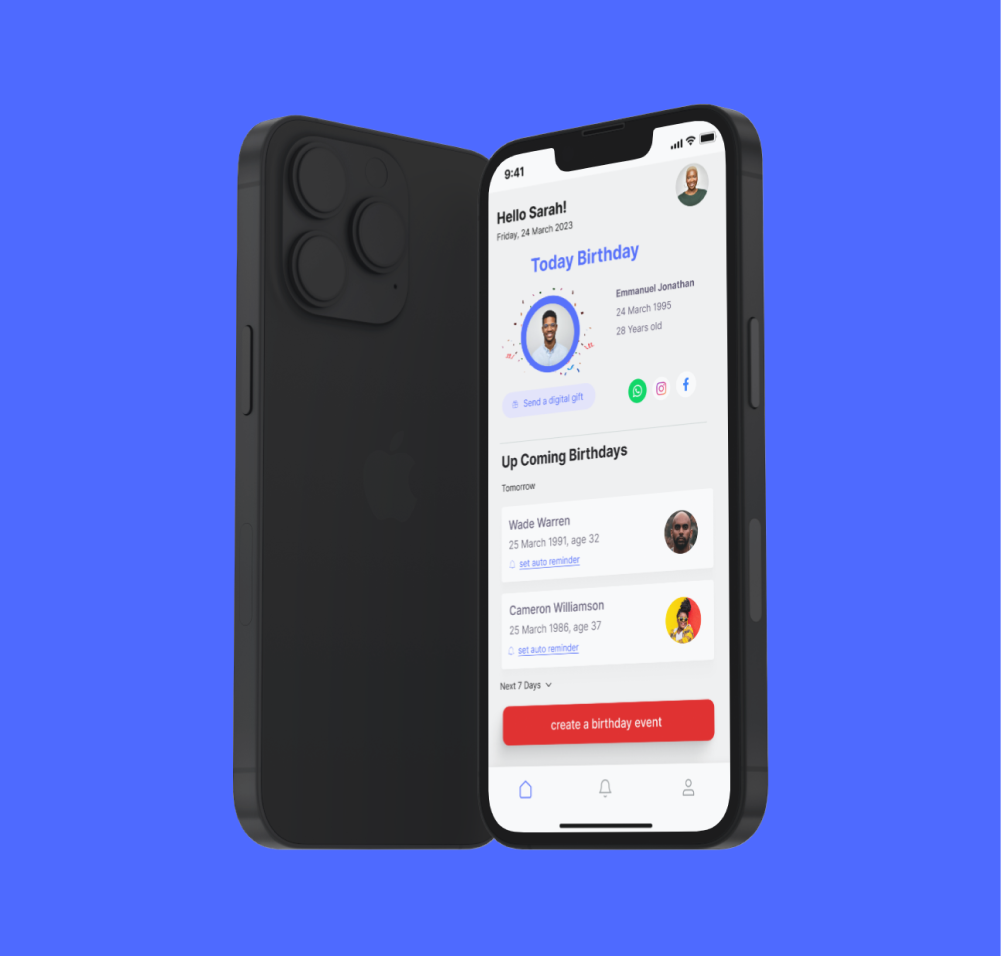 9:41
Hello Sarah!
Friday, 24 March 2023
Today Birthday
Emmanuel Jonathan
24 March 1995
28 Years old
Send a digital gift
Up Coming Birthdays
Tomorrow
Wade Warren
25 March 1991, age 32
set auto reminder
Cameron Williamson
25 March 1986, age 37
set auto reminder
Next 7 Days
create a birthday event